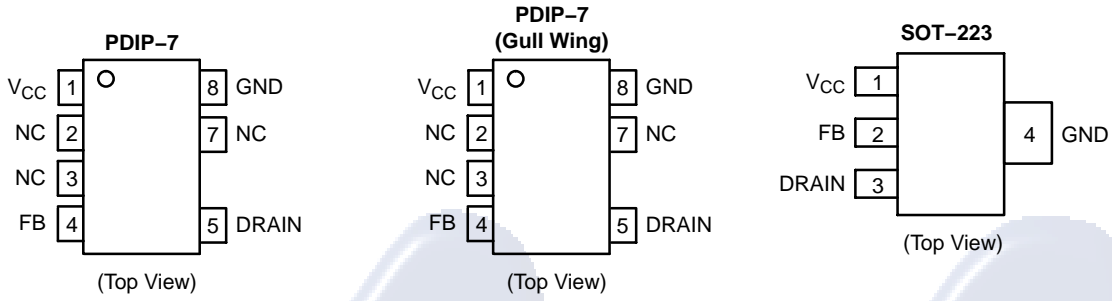 PDIP–7
VCC 1 8 GND
NC 2 7 NC
NC 3
FB 4 5 DRAIN
(Top View)
PDIP–7
(Gull Wing)
VCC 1 8 GND
NC 2 7 NC
NC 3
FB 4 5 DRAIN
(Top View)
SOT–223
VCC 1
FB 2 4 GND
DRAIN 3
(Top View)